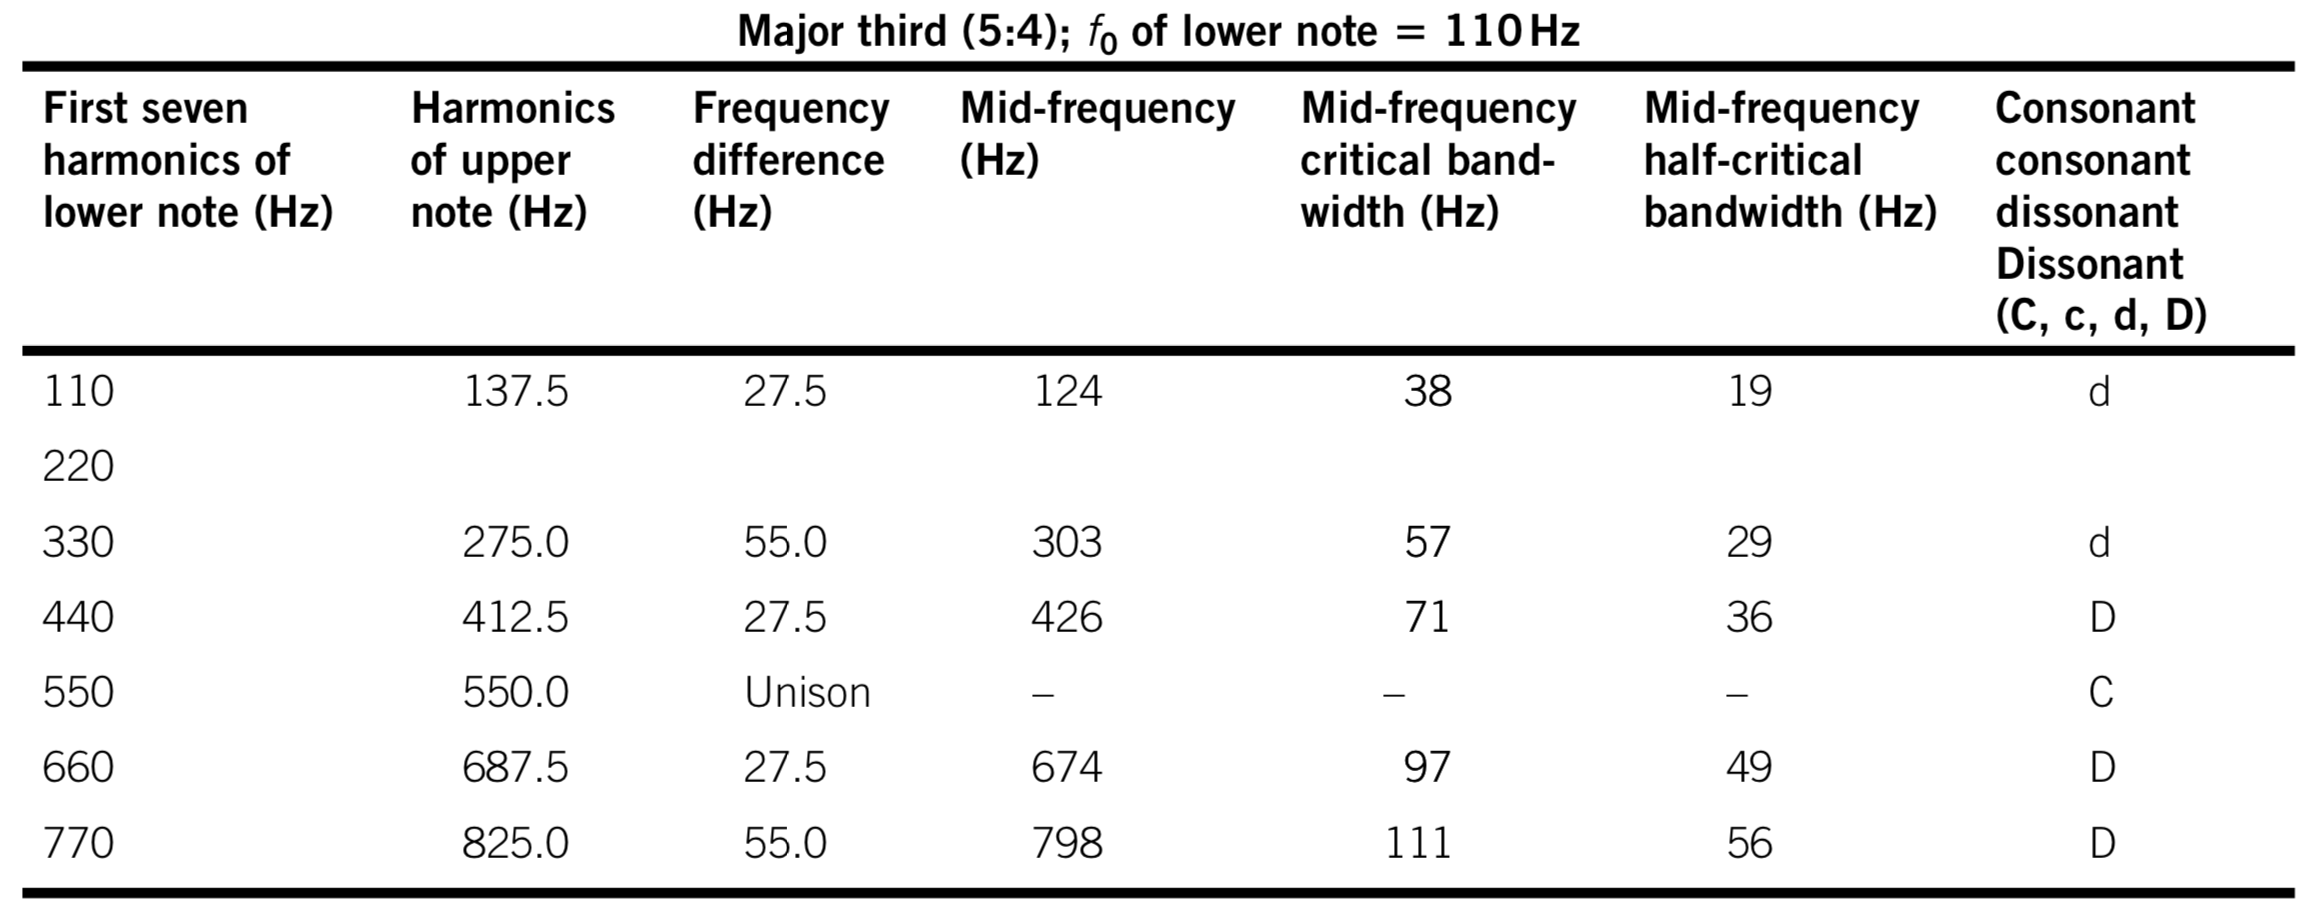 Major third (5:4); f0 of lower note = 110 Hz
First seven Harmonics Frequency Mid-frequency Mid-frequency Mid-frequency Consonant
harmonics of of upper difference (Hz) critical band- half-critical consonant
lower note (Hz) note (Hz) (Hz) width (Hz) bandwidth (Hz) dissonant
Dissonant
(C, c, d, D)
110 137.5 27.5 124 38 19 d
220
330 275.0 55.0 303 57 29 d
440 412.5 27.5 426 71 36 D
550 550.0 Unison – – – C
660 687.5 27.5 674 97 49 D
770 825.0 55.0 798 111 56 D